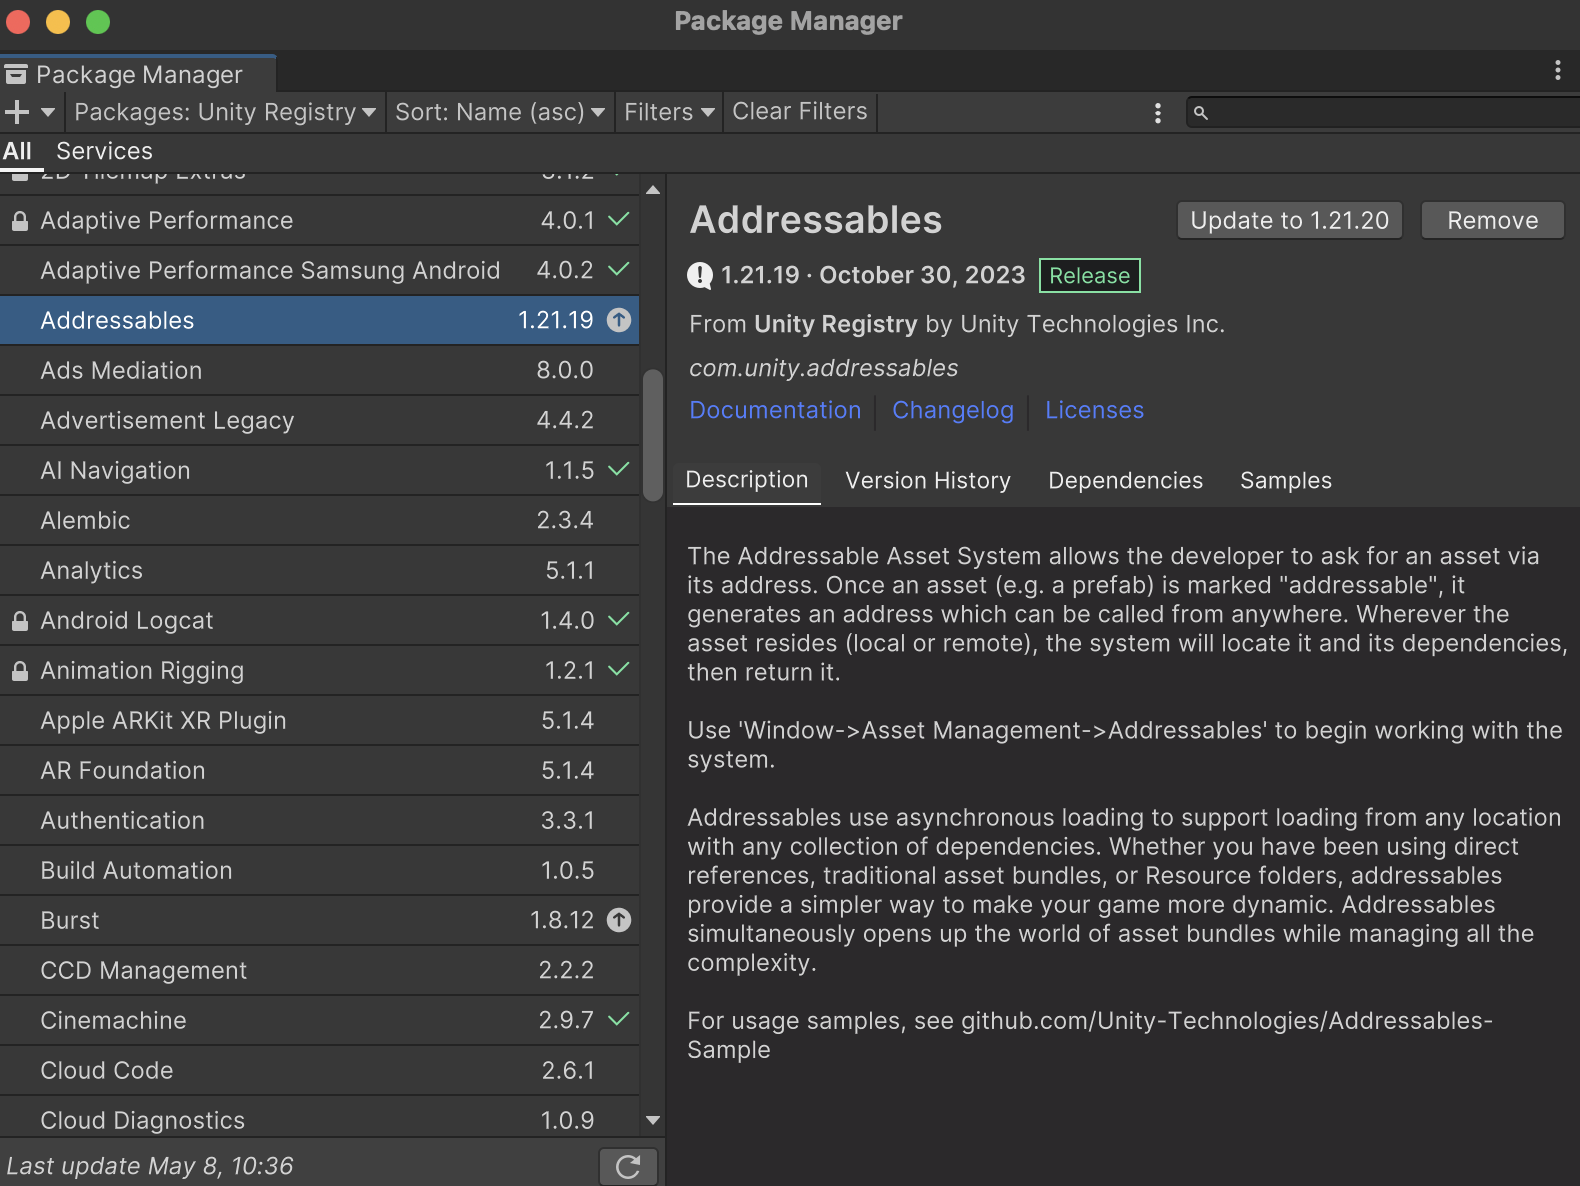 Package Manager
Package Manager
Packages: Unity Registry Sort: Name (asc) Filters Clear Filters
All Services
2D Tilemap Extras 3.1.2
Adaptive Performance 4.0.1
Adaptive Performance Samsung Android 4.0.2
Addressables 1.21.19
Ads Mediation 8.0.0
Advertisement Legacy 4.4.2
AI Navigation 1.1.5
Alembic 2.3.4
Analytics 5.1.1
Android Logcat 1.4.0
Animation Rigging 1.2.1
Apple ARKit XR Plugin 5.1.4
AR Foundation 5.1.4
Authentication 3.3.1
Build Automation 1.0.5
Burst 1.8.12
CCD Management 2.2.2
Cinemachine 2.9.7
Cloud Code 2.6.1
Cloud Diagnostics 1.0.9
Last update May 8, 10:36
Addressables
Update to 1.21.20 Remove
1.21.19 · October 30, 2023 Release
From Unity Registry by Unity Technologies Inc.
com.unity.addressables
Documentation Changelog Licenses
Description Version History Dependencies Samples
The Addressable Asset System allows the developer to ask for an asset via
its address. Once an asset (e.g. a prefab) is marked "addressable", it
generates an address which can be called from anywhere. Wherever the
asset resides (local or remote), the system will locate it and its dependencies,
then return it.
Use 'Window->Asset Management->Addressables' to begin working with the
system.
Addressables use asynchronous loading to support loading from any location
with any collection of dependencies. Whether you have been using direct
references, traditional asset bundles, or Resource folders, addressables
provide a simpler way to make your game more dynamic. Addressables
simultaneously opens up the world of asset bundles while managing all the
complexity.
For usage samples, see github.com/Unity-Technologies/Addressables-
Sample